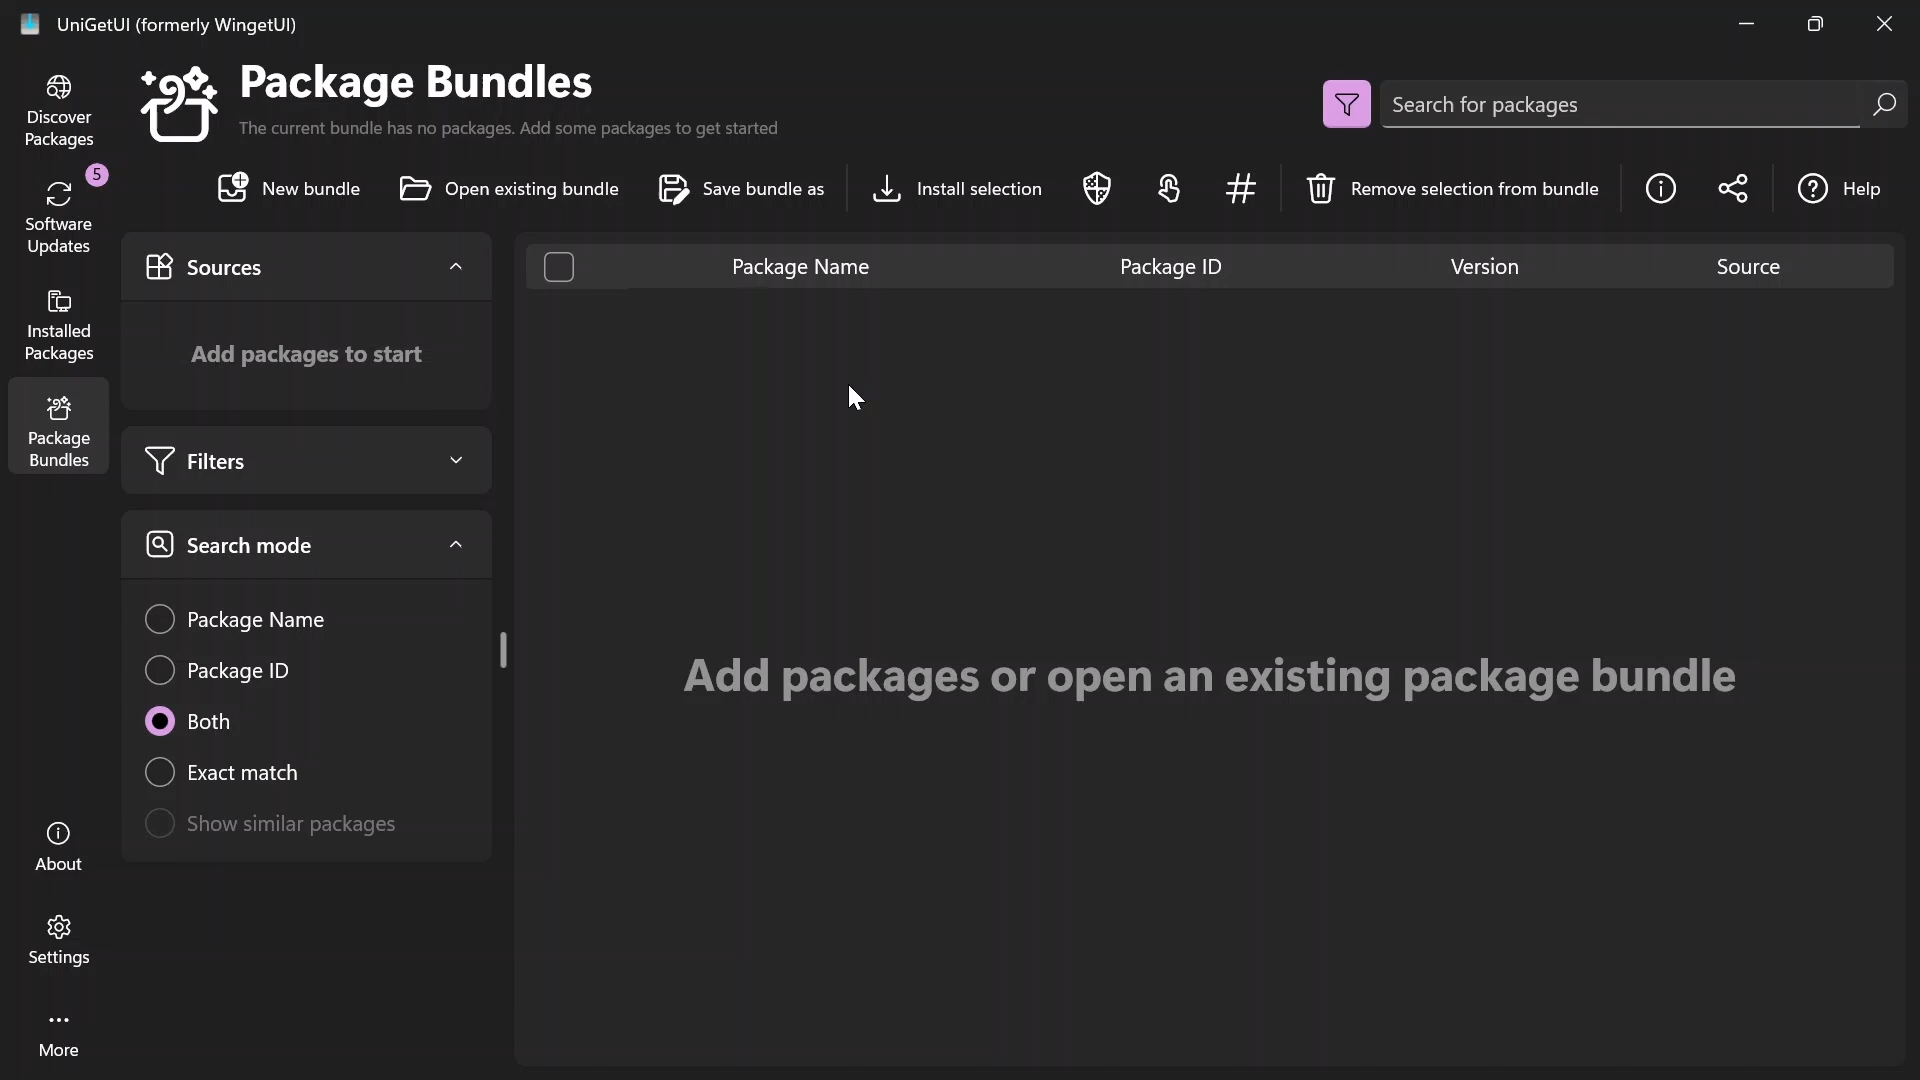 UniGetUI (formerly WingetUI)
Discover
Packages
5
Software
Updates
Installed
Packages
Package
Bundles
About
Settings
More
Package Bundles
The current bundle has no packages. Add some packages to get started
Search for packages
New bundle
Open existing bundle
Save bundle as
Install selection
Remove selection from bundle
Help
Sources
Add packages to start
Filters
Search mode
Package Name
Package ID
Both
Exact match
Show similar packages
Package Name Package ID Version Source
Add packages or open an existing package bundle